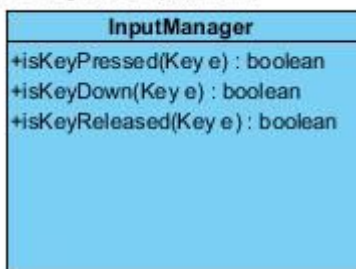 InputManager
+isKeyPressed(Key e) : boolean
+isKeyDown(Key e) : boolean
+isKeyReleased(Key e) : boolean